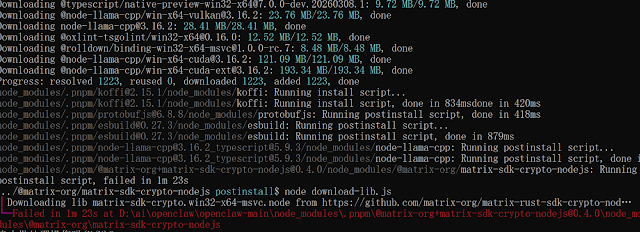 Downloading @typescript/native-preview-win32-x64@7.0.0-dev.20260308.1: 9.72 MB/9.72 MB, done
Downloading @node-llama-cpp/win-x64-vulkan@3.16.2: 23.76 MB/23.76 MB, done
Downloading node-llama-cpp@3.16.2: 28.41 MB/28.41 MB, done
Downloading @oxlint-tsgolint/win32-x64@0.16.0: 12.52 MB/12.52 MB, done
Downloading @rolldown/binding-win32-x64-msvc@1.0.0-rc.7: 8.48 MB/8.48 MB, done
Downloading @node-llama-cpp/win-x64-cuda@3.16.2: 121.09 MB/121.09 MB, done
Downloading @node-llama-cpp/win-x64-cuda-ext@3.16.2: 193.34 MB/193.34 MB, done
Progress: resolved 1223, reused 0, downloaded 1223, added 1223, done
node_modules/.pnpm/koffi@2.15.1/node_modules/koffi: Running install script...
node_modules/.pnpm/koffi@2.15.1/node_modules/koffi: Running install script, done in 834msdone in 420ms
node_modules/.pnpm/protobufjs@6.8.8/node_modules/protobufjs: Running postinstall script, done in 418ms
node_modules/.pnpm/esbuild@0.27.3/node_modules/esbuild: Running postinstall script...
node_modules/.pnpm/esbuild@0.27.3/node_modules/esbuild: Running postinstall script, done in 879ms
node_modules/.pnpm/node-llama-cpp@3.16.2_typescript@5.9.3/node_modules/node-llama-cpp: Running postinstall script...
node_modules/.pnpm/node-llama-cpp@3.16.2_typescript@5.9.3/node_modules/node-llama-cpp: Running postinstall script, done i
node_modules/.pnpm/@matrix-org+matrix-sdk-crypto-nodejs@0.4.0/node_modules/@matrix-org/matrix-sdk-crypto-nodejs: Running
postinstall script, failed in 1m 23s
.../@matrix-org/matrix-sdk-crypto-nodejs postinstall$ node download-lib.js
Downloading lib matrix-sdk-crypto.win32-x64-msvc.node from https://github.com/matrix-org/matrix-rust-sdk-crypto-nod…
Failed in 1m 23s at D:\ai\openclaw\openclaw-main\node_modules\.pnpm\@matrix-org+matrix-sdk-crypto-nodejs@0.4.0\node_mo
dules\@matrix-org\matrix-sdk-crypto-nodejs